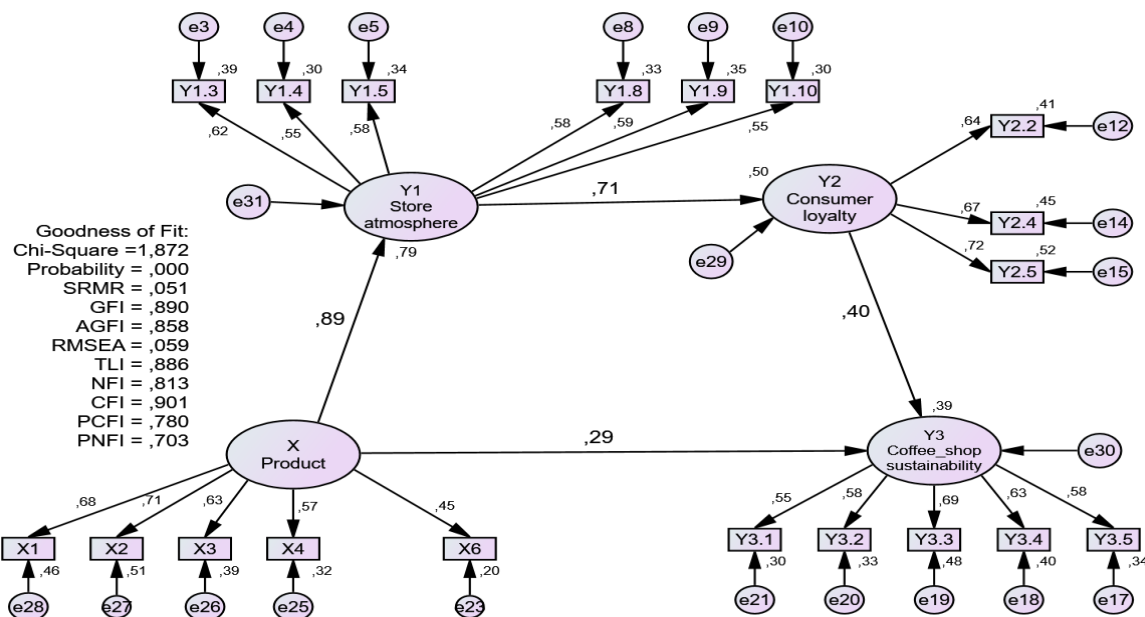 e3
e4
e5
e8
e9
e10
,39
,30
,34
,33
,35
,30
Y1.3
Y1.4
Y1.5
Y1.8
Y1.9
Y1.10
,62
,55
,58
,58
,59
,55
,41
,64
Y2.2
e12
e31
Y1
Store
atmosphere
,79
,71
,50
Y2
Consumer
loyalty
,67
,45
Y2.4
e14
,72
,52
Y2.5
e15
e29
Goodness of Fit:
Chi-Square =1,872
Probability = ,000
SRMR = ,051
GFI = ,890
AGFI = ,858
RMSEA = ,059
TLI = ,886
NFI = ,813
CFI = ,901
PCFI = ,780
PNFI = ,703
,89
,40
X
Product
,29
,39
Y3
Coffee_shop
sustainability
e30
,68
,71
,63
,57
,45
X1
X2
X3
X4
X6
,46
,51
,39
,32
,20
e28
e27
e26
e25
e23
,55
,58
,69
,63
,58
Y3.1
Y3.2
Y3.3
Y3.4
Y3.5
,30
,33
,48
,40
,34
e21
e20
e19
e18
e17